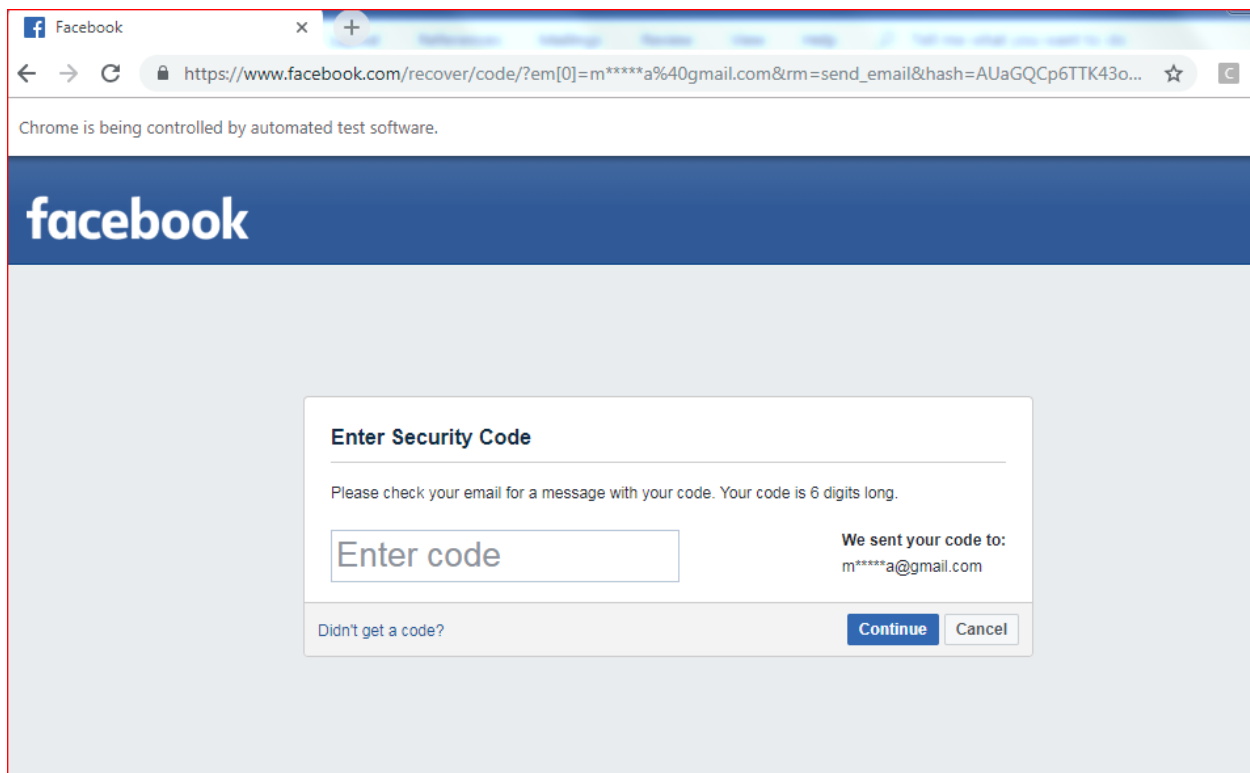 Facebook
https://www.facebook.com/recover/code/?em[0]=m*****a%40gmail.com&rm=send_email&hash=AUaGQCp6TTK43o...
C
Chrome is being controlled by automated test software.
facebook
Enter Security Code
Please check your email for a message with your code. Your code is 6 digits long.
Enter code
We sent your code to:
m*****a@gmail.com
Didn't get a code?
Continue Cancel